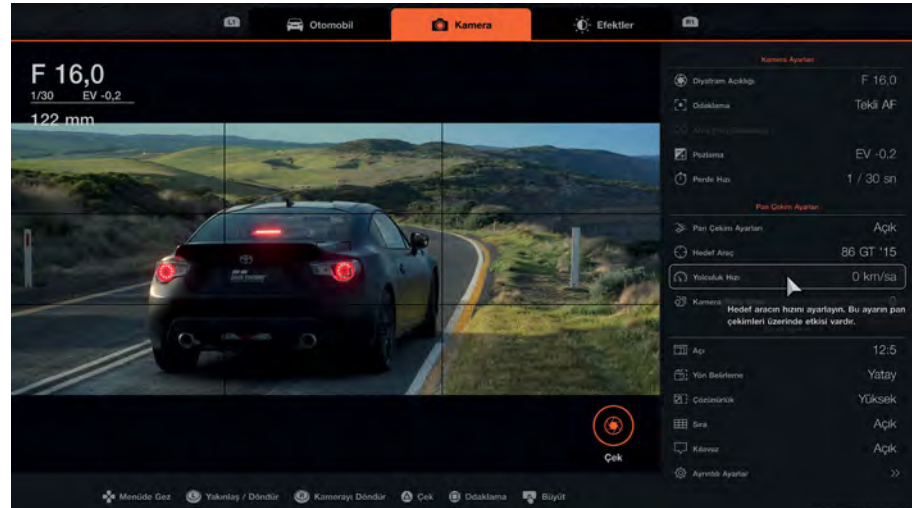 L1
Otomobil
Kamera
Efektler
R1
F 16,0
1/30 EV -0,2
122 mm
Kamera Ayarları
Diyafram Açıklığı F 16,0
Odaklama Tekli AF
Pozlama EV -0,2
Perde Hızı 1 / 30 sn
Pan Çekim Ayarları
Pan Çekim Ayarları Açık
Hedef Araç 86 GT '15
Yolculuk Hızı 0 km/sa
Kamera
Hedef aracın hızını ayarlayın. Bu ayarın pan
çekimleri üzerinde etkisi vardır.
Açı 12:5
Yön Belirleme Yatay
Çözünürlük Yüksek
Sıra Açık
Kılavuz Açık
Ayrıntılı Ayarlar >>
Çek
Menüde Gez Yakınlaş / Döndür Kamerayı Döndür Çek Odaklama Büyüt